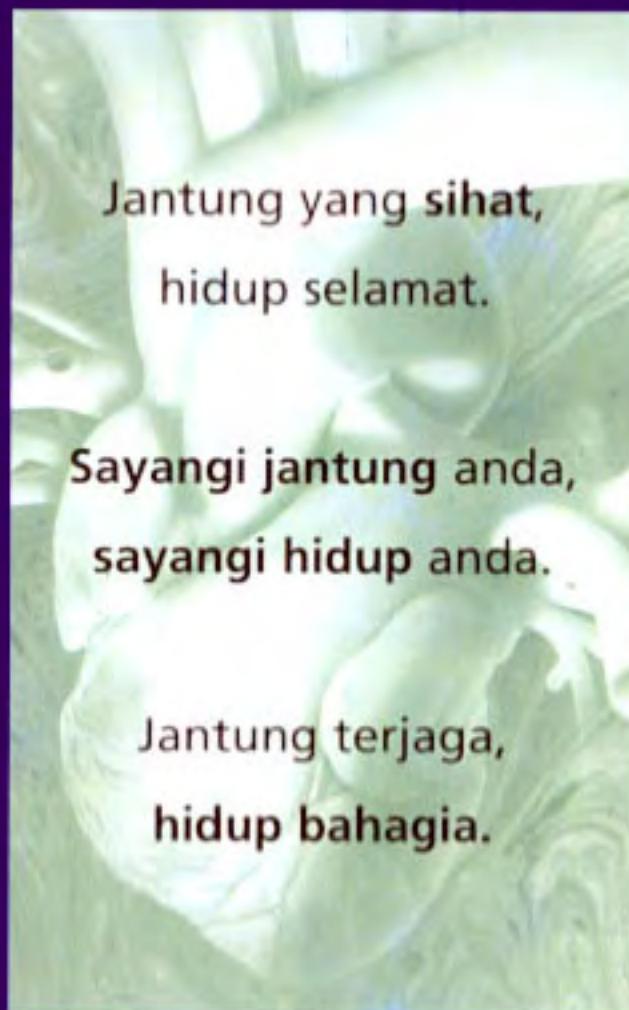 Jantung yang sihat,
hidup selamat.
Sayangi jantung anda,
sayangi hidup anda.
Jantung terjaga,
hidup bahagia.